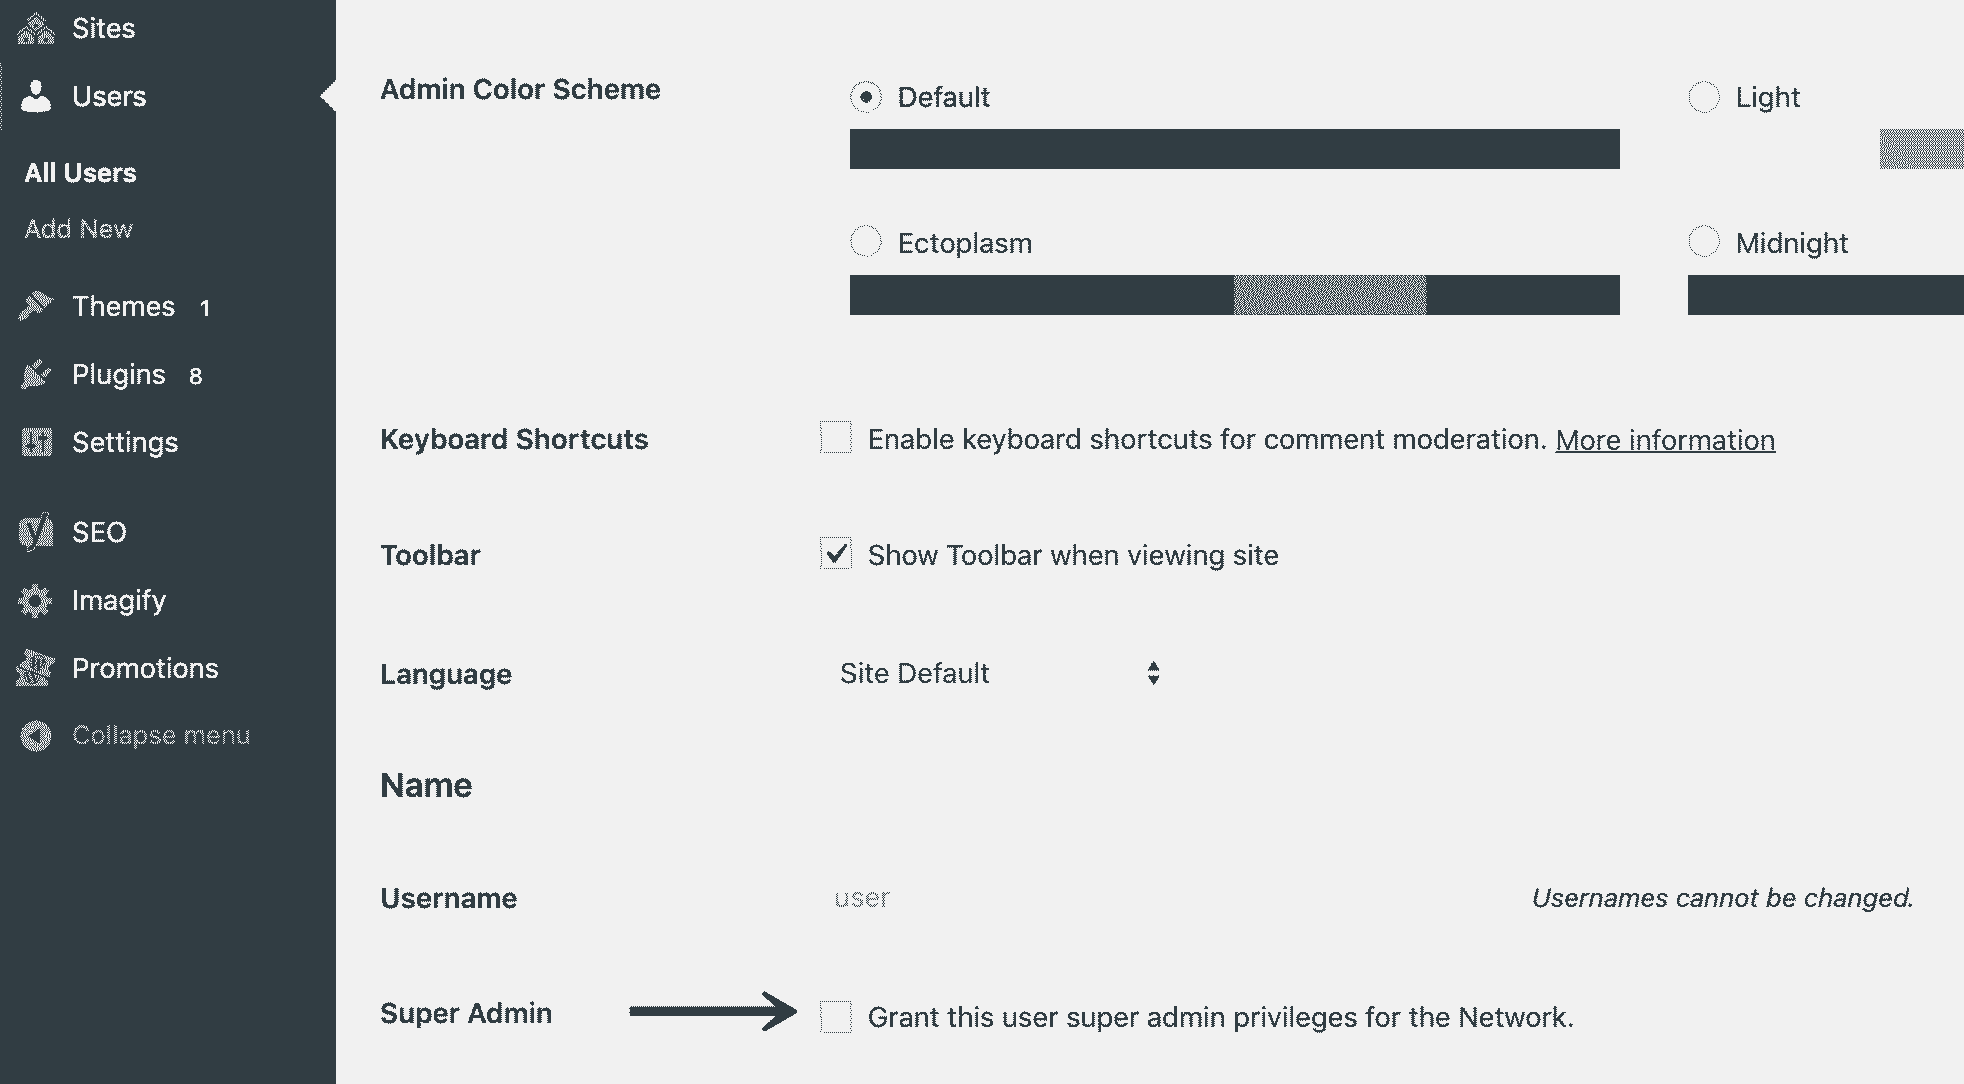 Sites
Users
All Users
Add New
Themes 1
Plugins 8
Settings
SEO
Imagify
Promotions
Collapse menu
Admin Color Scheme
Default
Light
Ectoplasm
Midnight
Keyboard Shortcuts
Enable keyboard shortcuts for comment moderation. More information
Toolbar
Show Toolbar when viewing site
Language
Site Default
Name
Username
user
Usernames cannot be changed.
Super Admin
Grant this user super admin privileges for the Network.